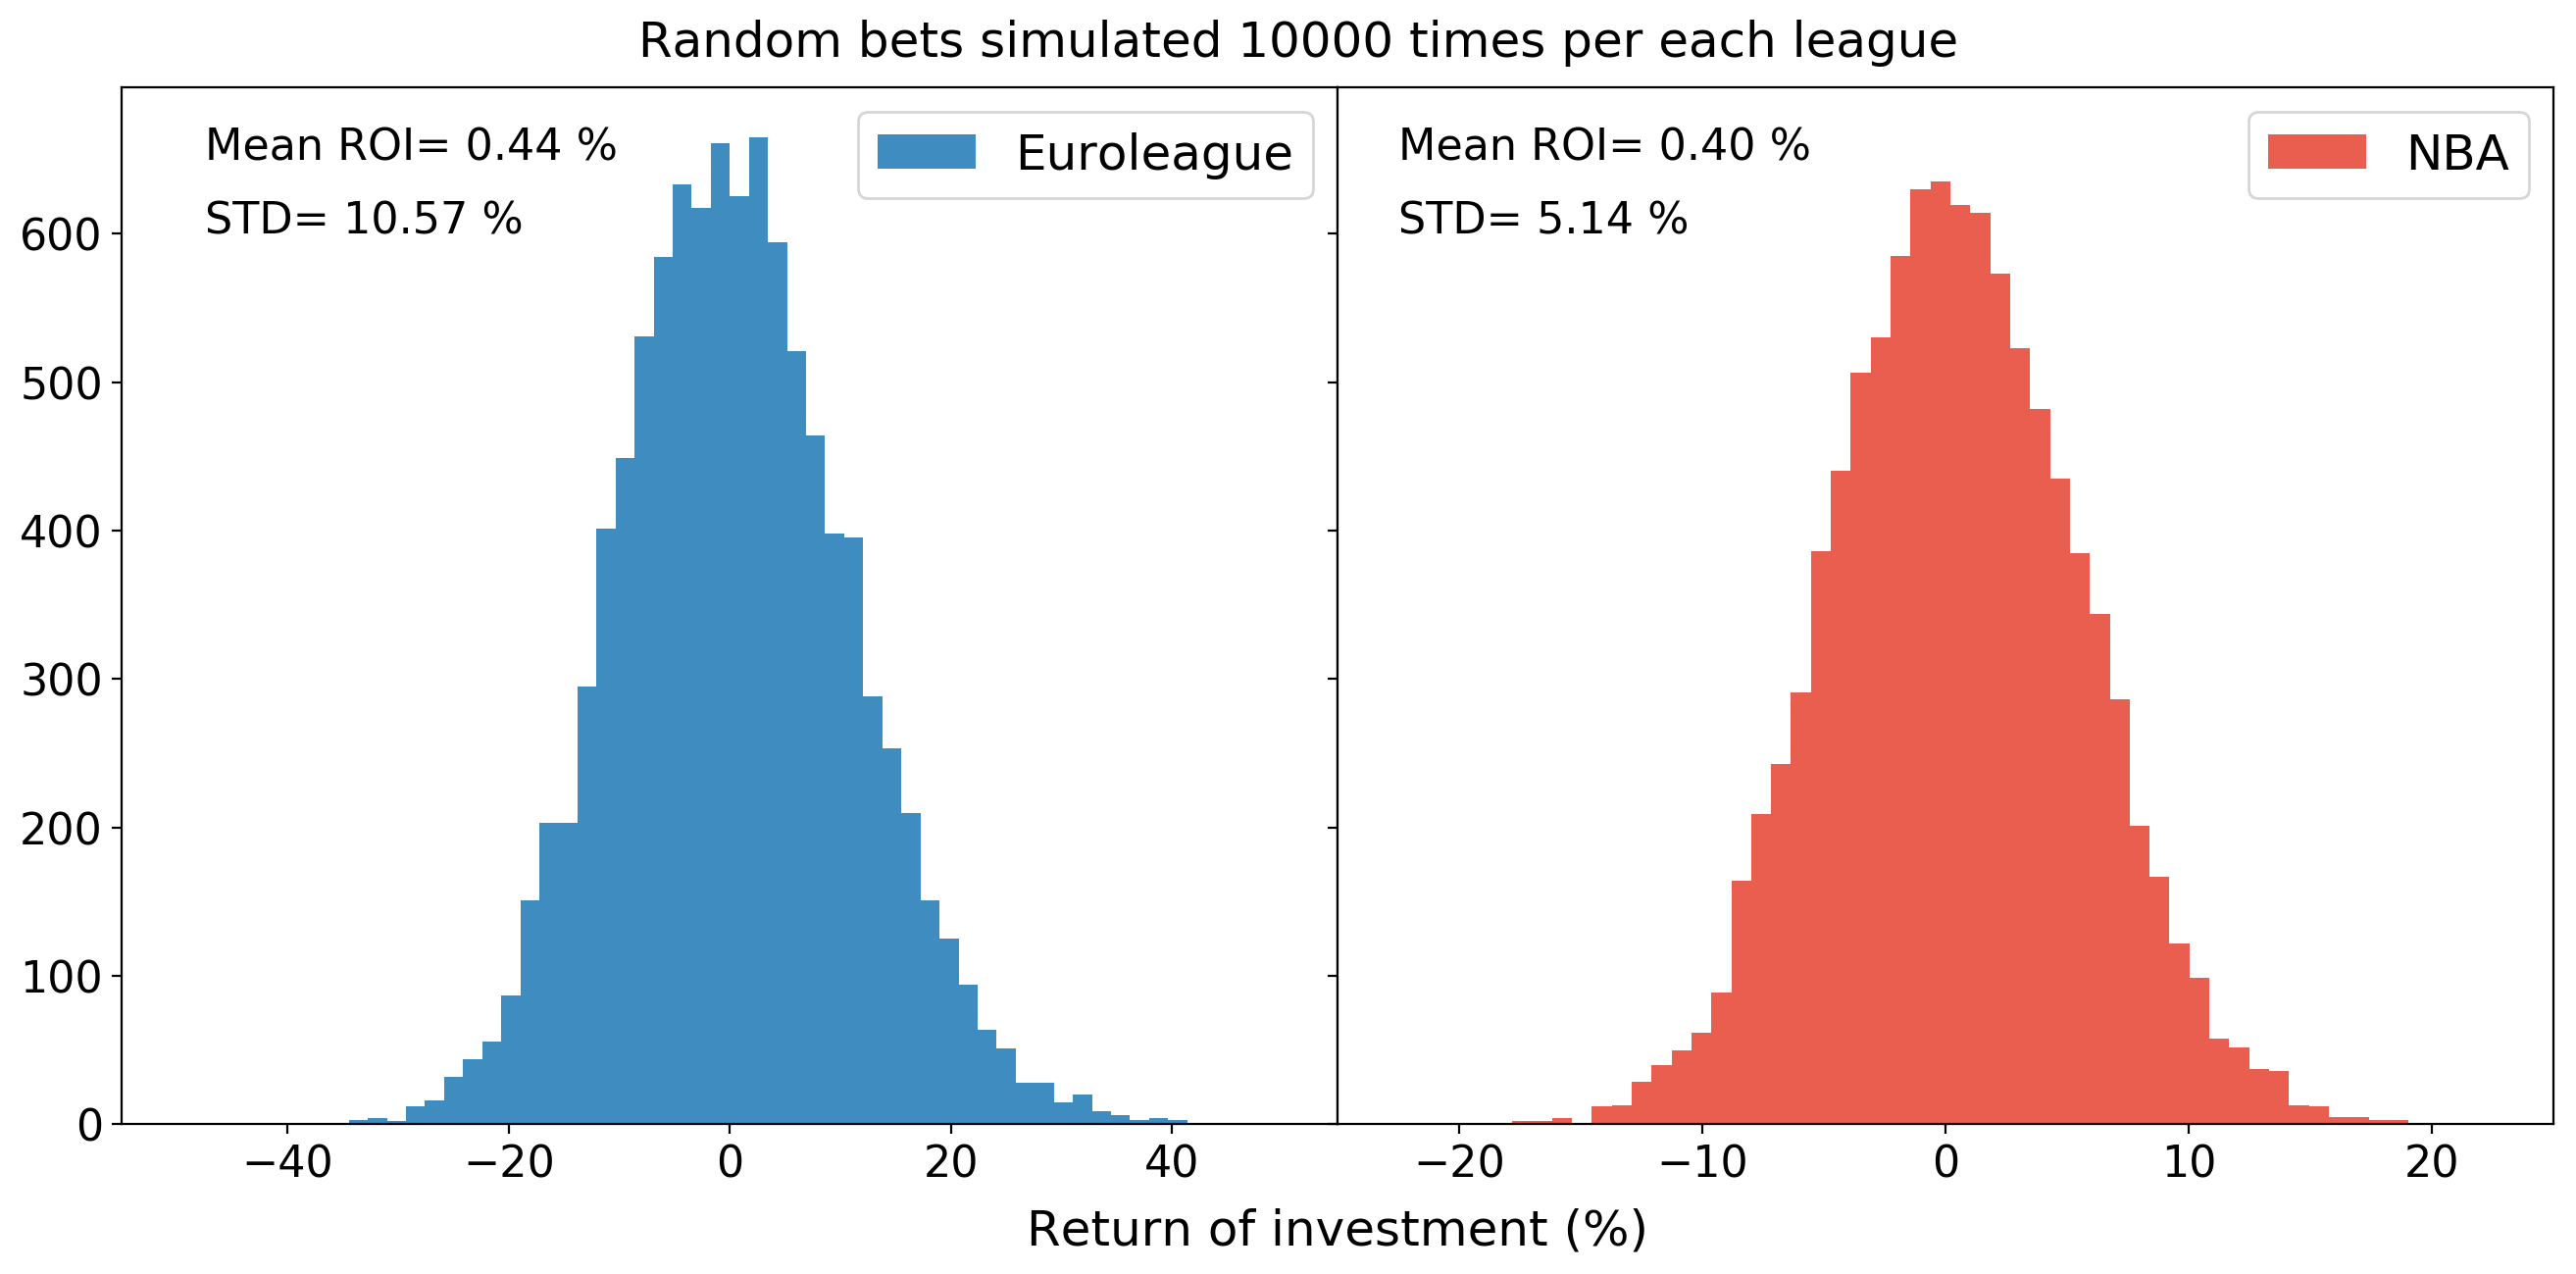 Random bets simulated 10000 times per each league
Mean ROI= 0.44 %
STD= 10.57 %
Euroleague
Mean ROI= 0.40 %
STD= 5.14 %
NBA
600
500
400
300
200
100
0
−40 −20 0 20 40
−20 −10 0 10 20
Return of investment (%)